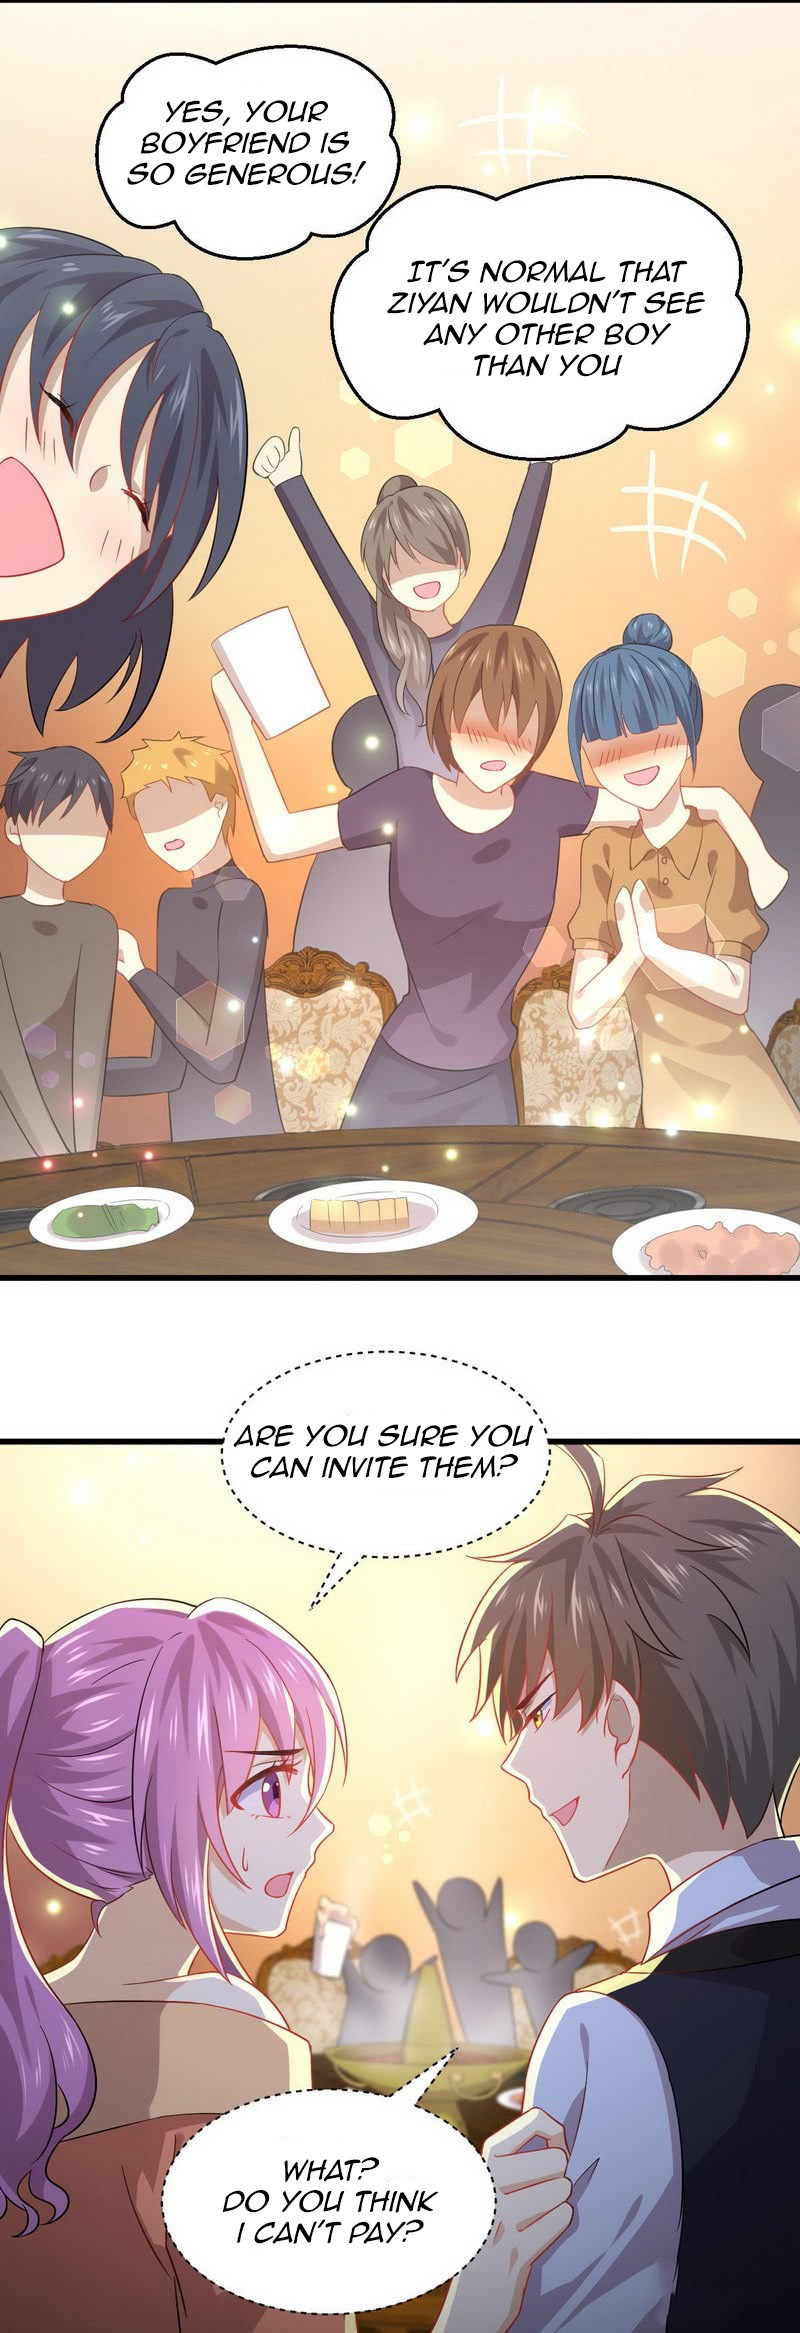 YES, YOUR
BOYFRIEND IS
SO GENEROUS!
IT'S NORMAL THAT
ZIYAN WOULDN'T SEE
ANY OTHER BOY
THAN YOU
ARE YOU SURE YOU
CAN INVITE THEM?
WHAT?
DO YOU THINK
I CAN'T PAY?